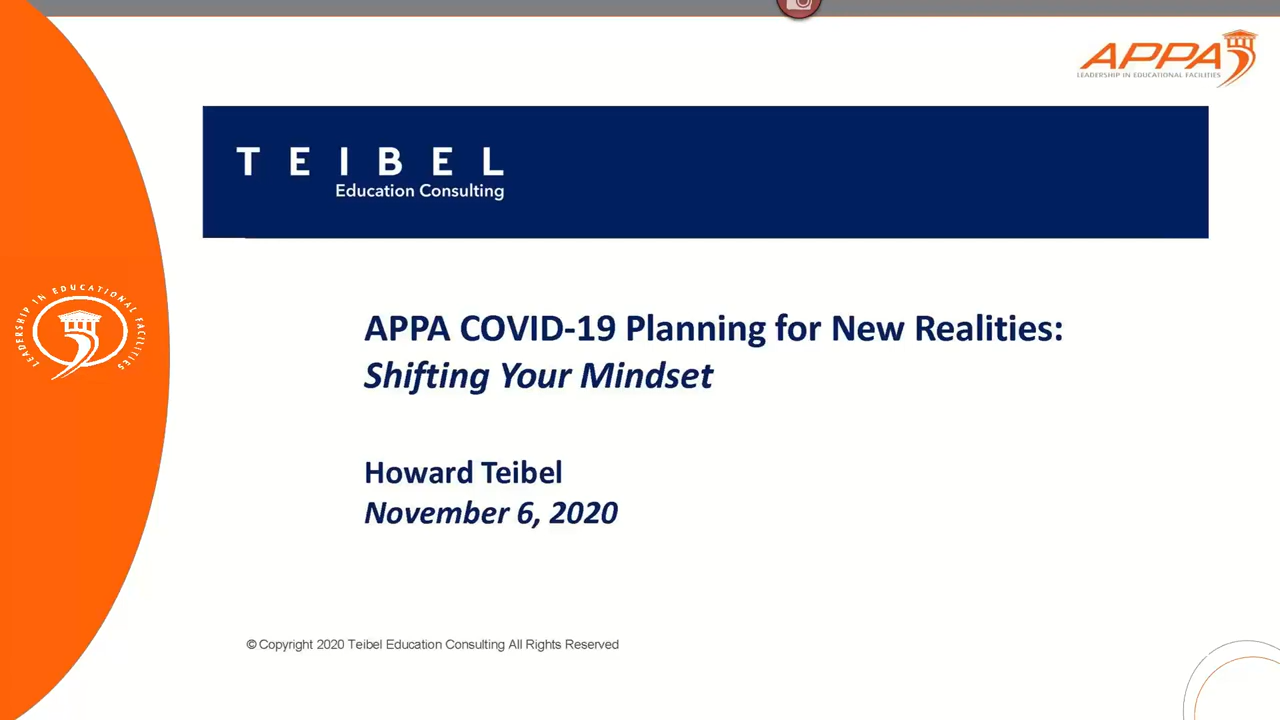 APPA
LEADERSHIP IN EDUCATIONAL FACILITIES
TEIBEL
Education Consulting
LEADERSHIP IN EDUCATIONAL FACILITIES
APPA COVID-19 Planning for New Realities:
Shifting Your Mindset
Howard Teibel
November 6, 2020
© Copyright 2020 Teibel Education Consulting All Rights Reserved